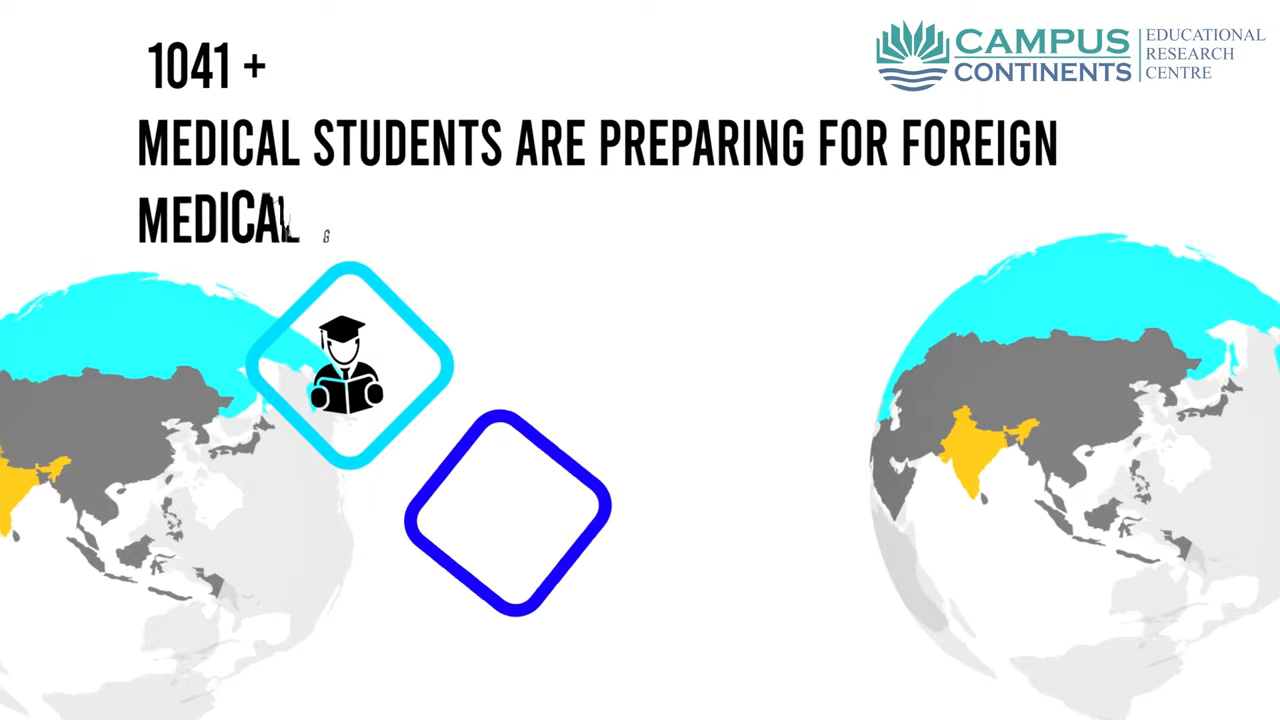 1041 +
MEDICAL STUDENTS ARE PREPARING FOR FOREIGN
MEDICAL
CAMPUS
CONTINENTS
EDUCATIONAL
RESEARCH
CENTRE